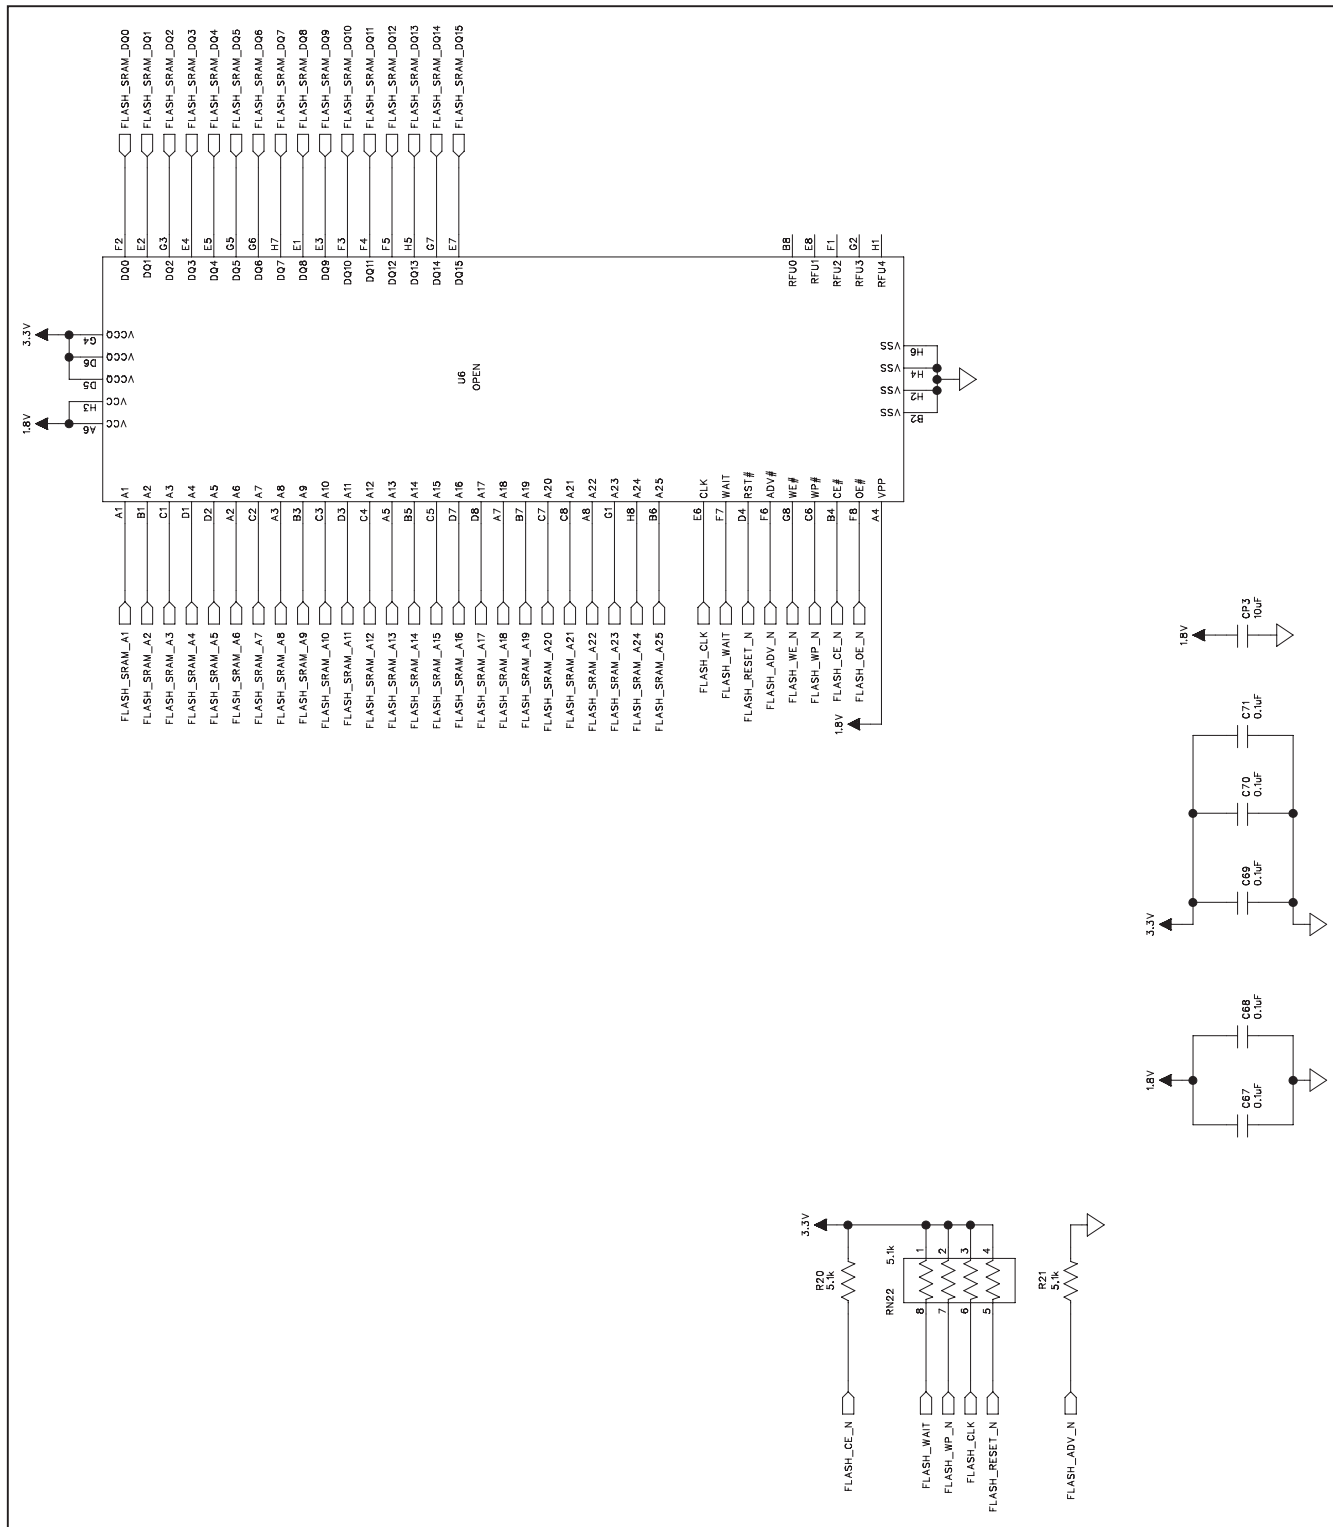 FLASH_SRAM_DQ0 F2 DQ0
FLASH_SRAM_DQ1 E2 DQ1
FLASH_SRAM_DQ2 G3 DQ2
FLASH_SRAM_DQ3 E4 DQ3
FLASH_SRAM_DQ4 E5 DQ4
FLASH_SRAM_DQ5 G5 DQ5
FLASH_SRAM_DQ6 G6 DQ6
FLASH_SRAM_DQ7 H7 DQ7
FLASH_SRAM_DQ8 E1 DQ8
FLASH_SRAM_DQ9 E3 DQ9
FLASH_SRAM_DQ10 F3 DQ10
FLASH_SRAM_DQ11 F4 DQ11
FLASH_SRAM_DQ12 F5 DQ12
FLASH_SRAM_DQ13 H5 DQ13
FLASH_SRAM_DQ14 G7 DQ14
FLASH_SRAM_DQ15 E7 DQ15
B8 RFU0
E8 RFU1
F1 RFU2
G2 RFU3
H1 RFU4
3.3V
G4 VCCQ
D6 VCCQ
D5 VCCQ
1.8V
H3 VCC
A6 VCC
U6
OPEN
VSS H6
VSS H4
VSS H2
VSS B2
FLASH_SRAM_A1 A1 A1
FLASH_SRAM_A2 B1 A2
FLASH_SRAM_A3 C1 A3
FLASH_SRAM_A4 D1 A4
FLASH_SRAM_A5 D2 A5
FLASH_SRAM_A6 A2 A6
FLASH_SRAM_A7 C2 A7
FLASH_SRAM_A8 A3 A8
FLASH_SRAM_A9 B3 A9
FLASH_SRAM_A10 C3 A10
FLASH_SRAM_A11 D3 A11
FLASH_SRAM_A12 C4 A12
FLASH_SRAM_A13 A5 A13
FLASH_SRAM_A14 B5 A14
FLASH_SRAM_A15 C5 A15
FLASH_SRAM_A16 D7 A16
FLASH_SRAM_A17 D8 A17
FLASH_SRAM_A18 A7 A18
FLASH_SRAM_A19 B7 A19
FLASH_SRAM_A20 C7 A20
FLASH_SRAM_A21 C8 A21
FLASH_SRAM_A22 A8 A22
FLASH_SRAM_A23 G1 A23
FLASH_SRAM_A24 H8 A24
FLASH_SRAM_A25 B6 A25
FLASH_CLK E6 CLK
FLASH_WAIT F7 WAIT
FLASH_RESET_N D4 RST#
FLASH_ADV_N F6 ADV#
FLASH_WE_N G8 WE#
FLASH_WP_N C6 WP#
FLASH_CE_N B4 CE#
FLASH_OE_N F8 OE#
1.8V A4 VPP
1.8V
CP3
10uF
3.3V
C69
0.1uF
C70
0.1uF
C71
0.1uF
1.8V
C67
0.1uF
C68
0.1uF
3.3V
FLASH_CE_N
R20
5.1k
RN22
5.1k
FLASH_WAIT 8 1
FLASH_WP_N 7 2
FLASH_CLK 6 3
FLASH_RESET_N 5 4
FLASH_ADV_N
R21
5.1k